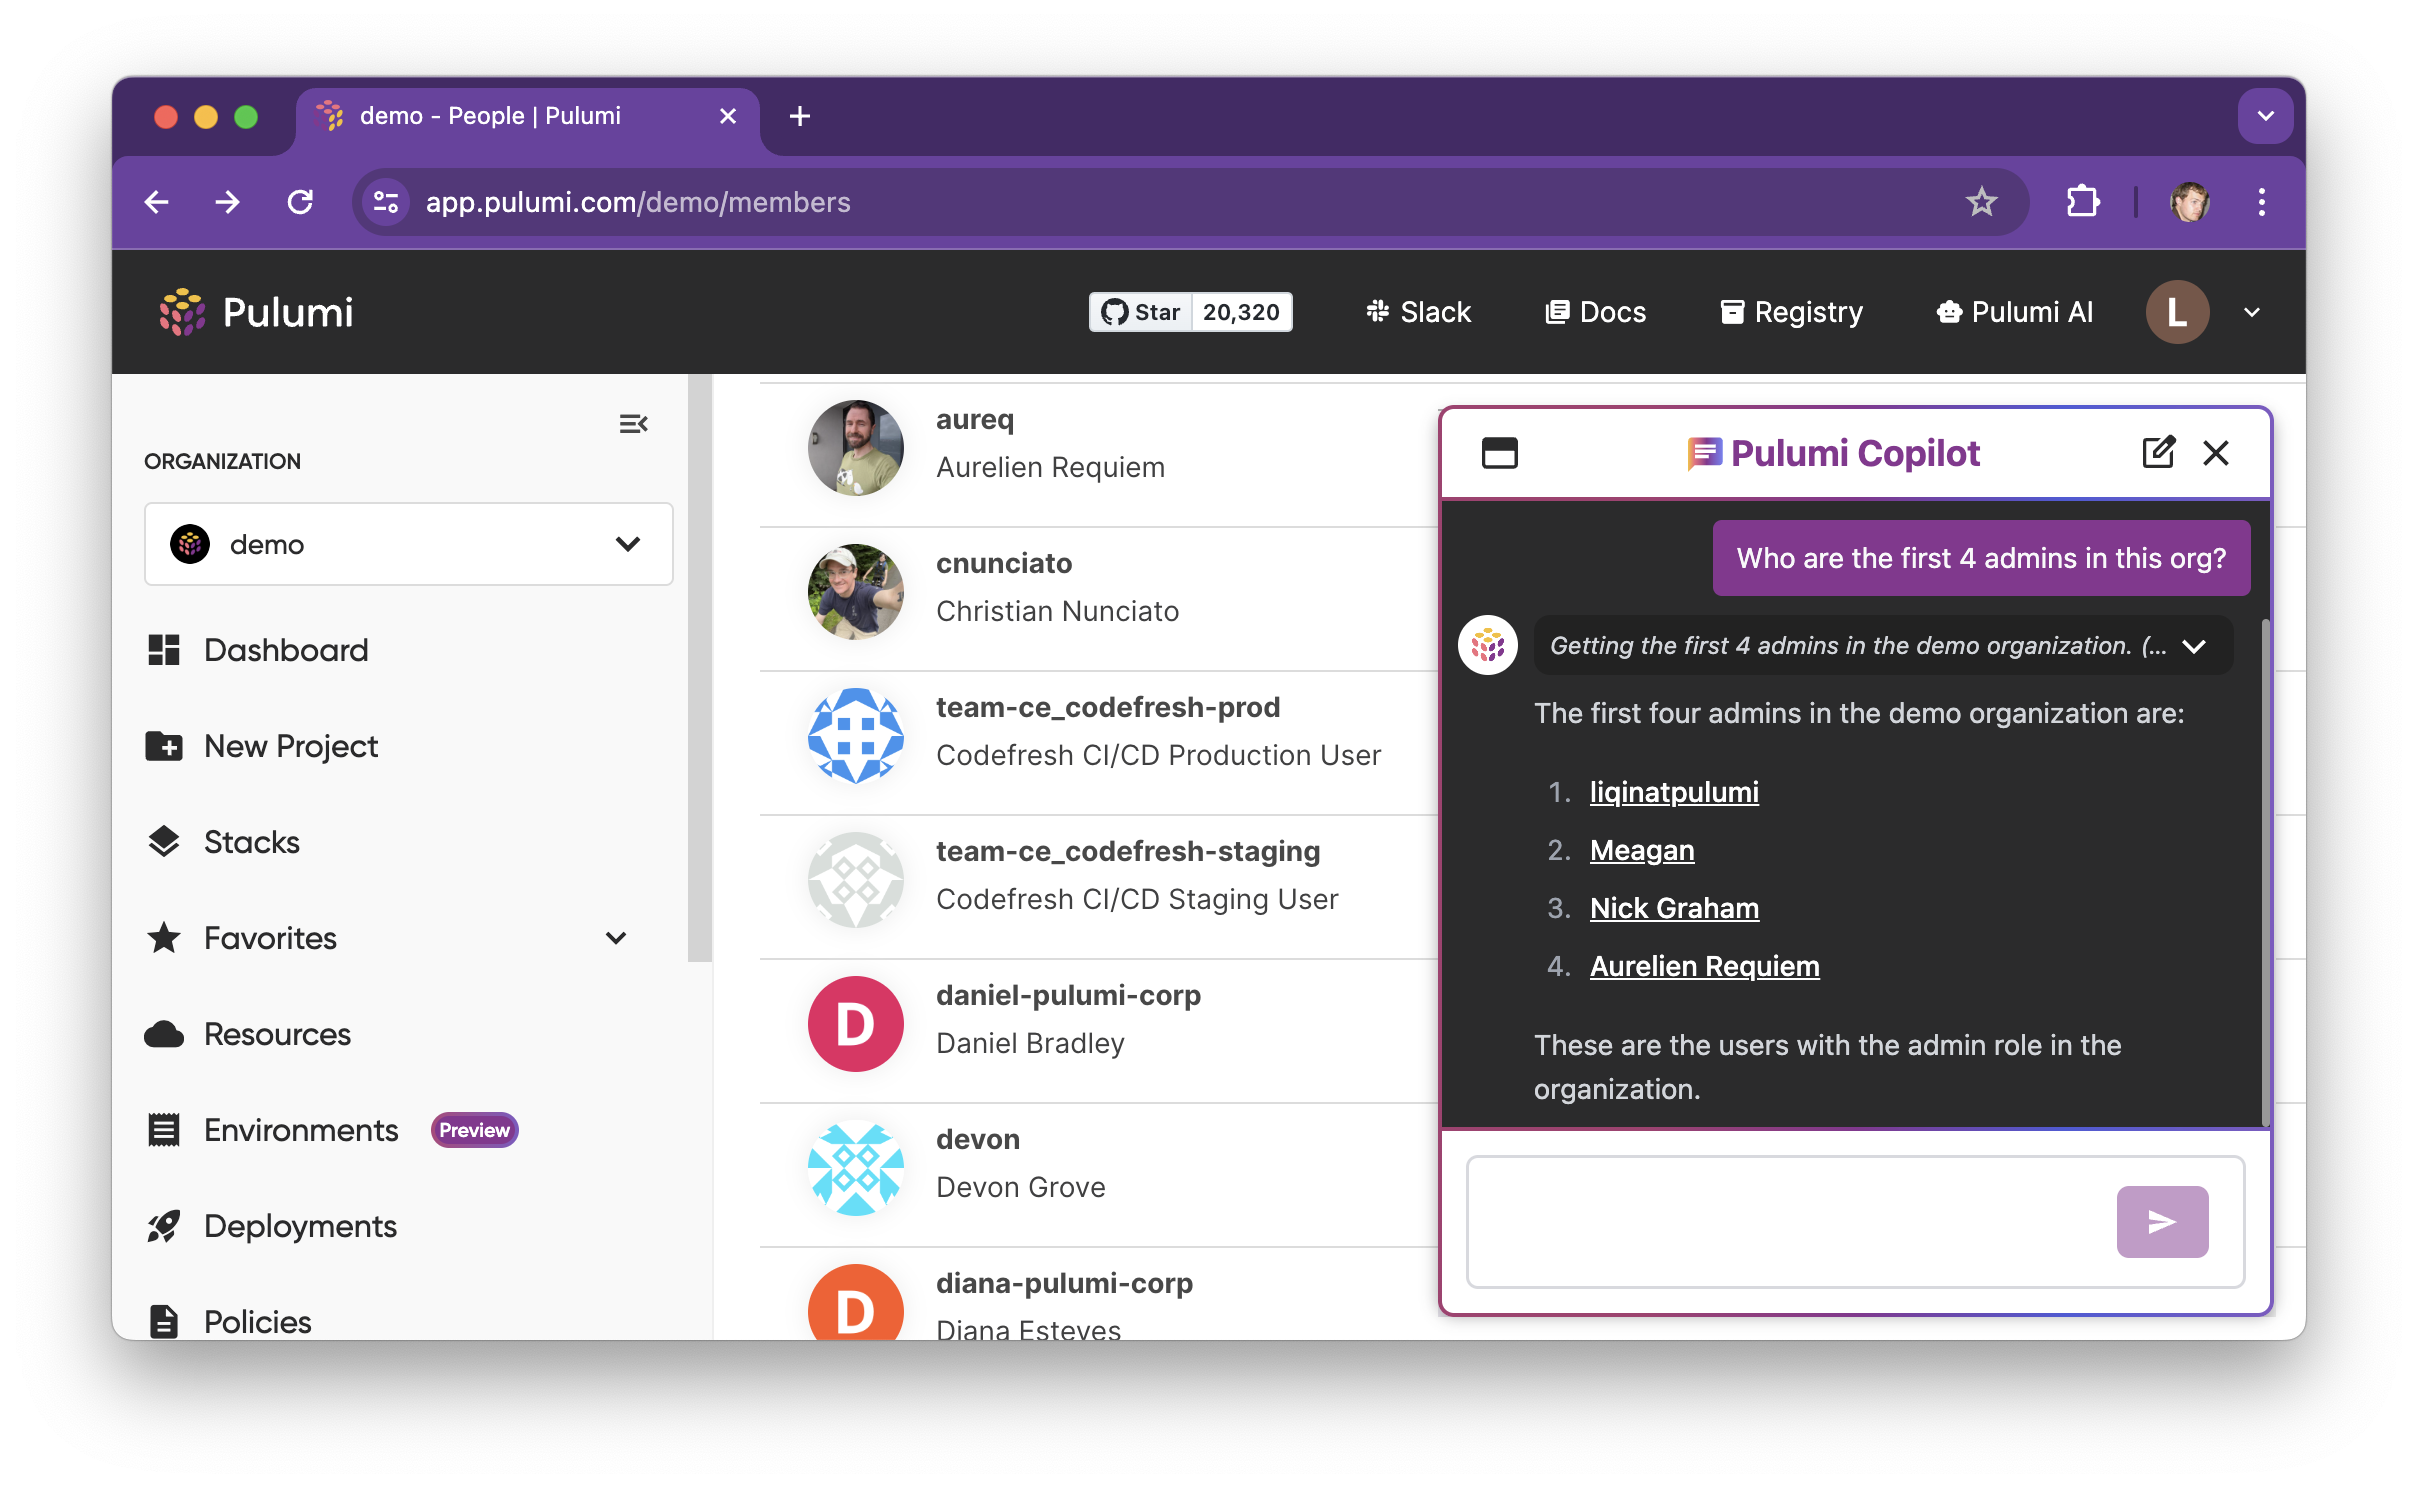 demo - People | Pulumi
app.pulumi.com/demo/members
Pulumi
Star 20,320
Slack
Docs
Registry
Pulumi AI
L
ORGANIZATION
demo
Dashboard
New Project
Stacks
Favorites
Resources
Environments Preview
Deployments
Policies
aureq
Aurelien Requiem
cnunciato
Christian Nunciato
team-ce_codefresh-prod
Codefresh CI/CD Production User
team-ce_codefresh-staging
Codefresh CI/CD Staging User
D
daniel-pulumi-corp
Daniel Bradley
devon
Devon Grove
D
diana-pulumi-corp
Diana Esteves
Pulumi Copilot
Who are the first 4 admins in this org?
Getting the first 4 admins in the demo organization. (...
The first four admins in the demo organization are:
1. liqinatpulumi
2. Meagan
3. Nick Graham
4. Aurelien Requiem
These are the users with the admin role in the
organization.